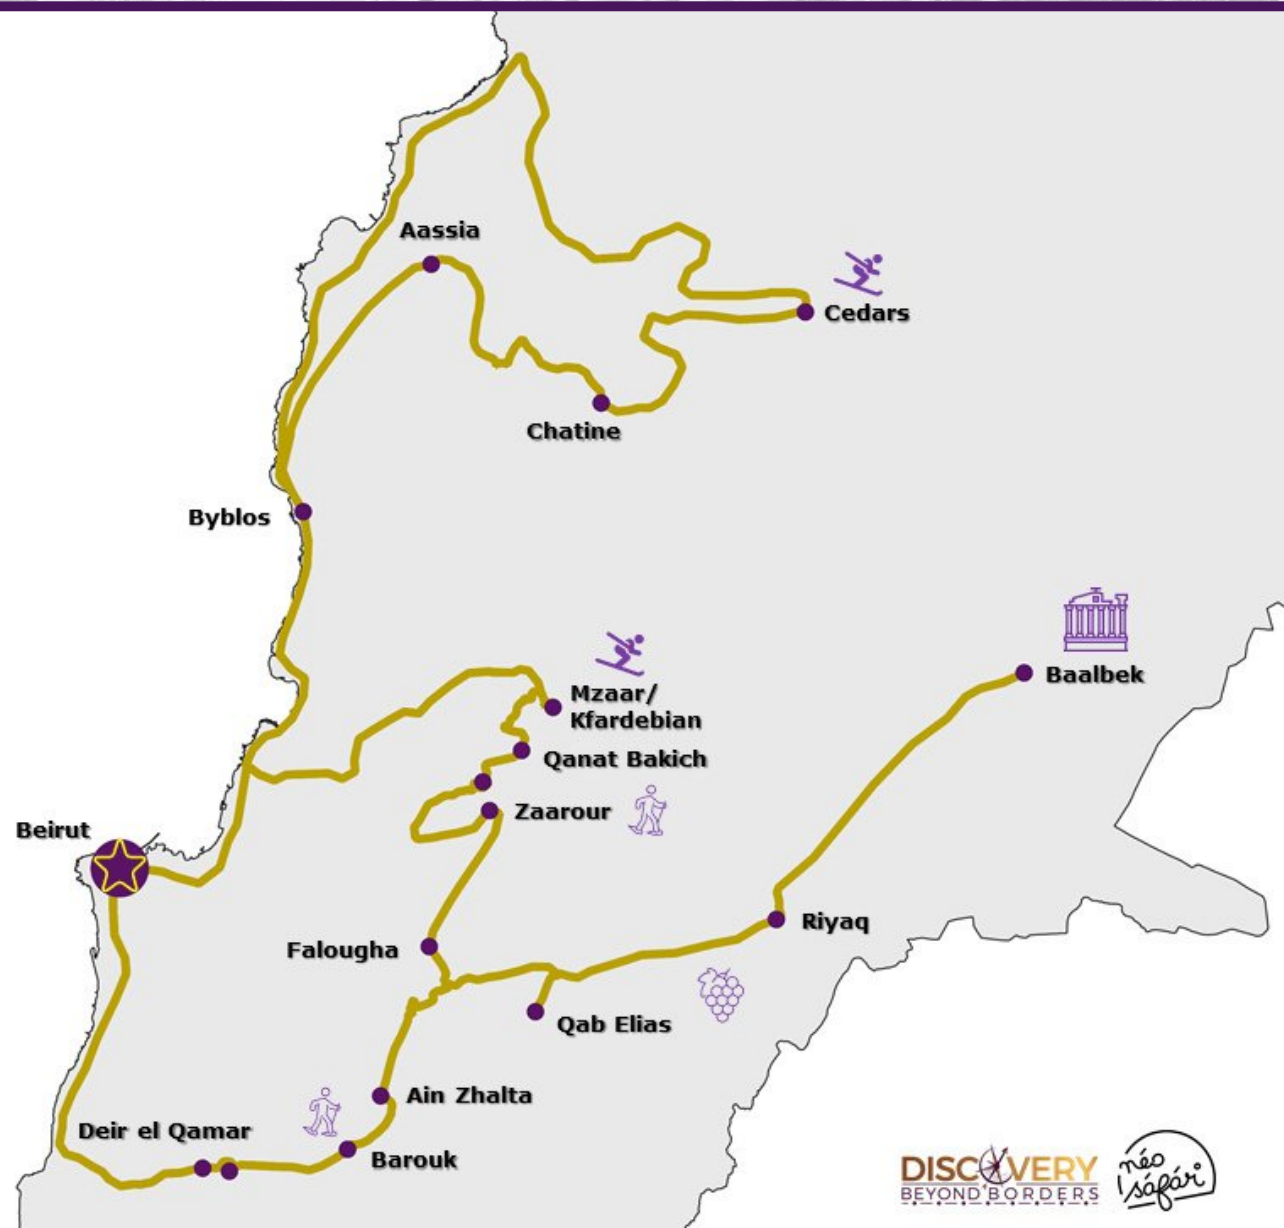 Aassia
Cedars
Chatine
Byblos
Baalbek
Mzaar/
Kfardebian
Qanat Bakich
Zaarour
Beirut
Riyaq
Falougha
Qab Elias
Ain Zhalta
Deir el Qamar
Barouk
DISCOVERY
BEYOND BORDERS
néo
sáfári